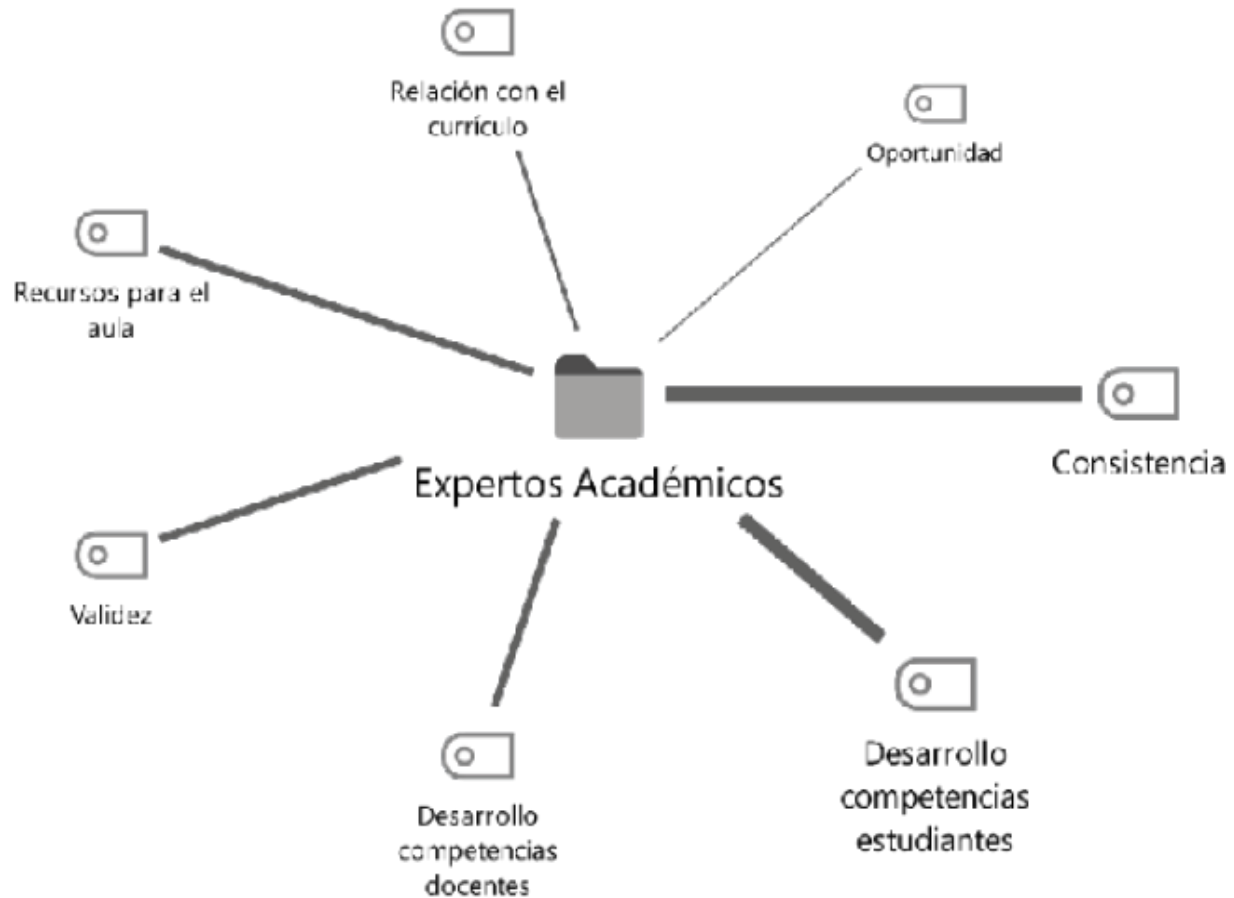 Relación con el
currículo
Oportunidad
Recursos para el
aula
Consistencia
Expertos Académicos
Validez
Desarrollo
competencias
estudiantes
Desarrollo
competencias
docentes